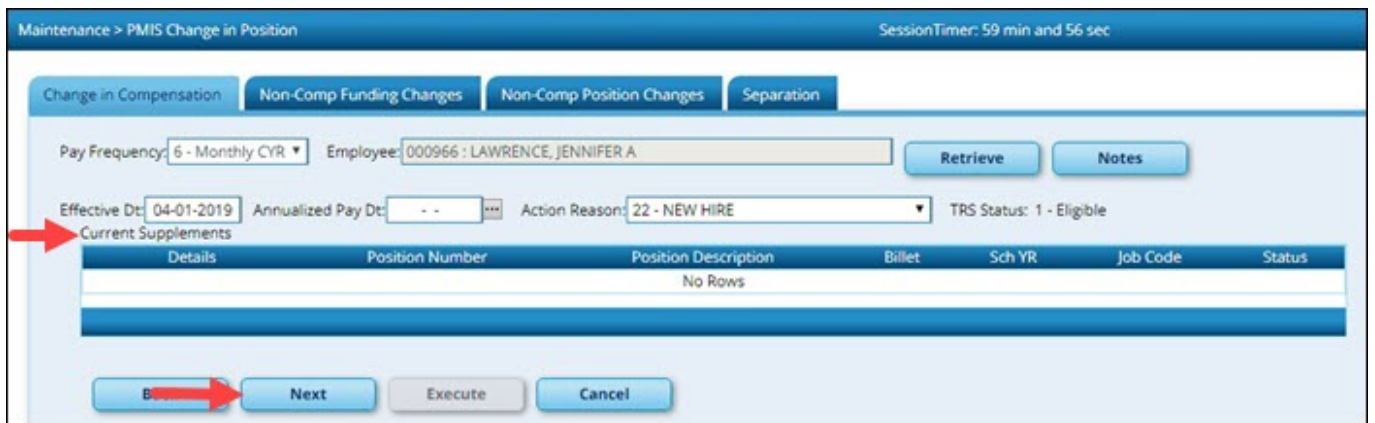 Maintenance > PMIS Change in Position SessionTimer: 59 min and 56 sec
Change in Compensation Non-Comp Funding Changes Non-Comp Position Changes Separation
Pay Frequency: 6 - Monthly CYR Employee: 000966 : LAWRENCE, JENNIFER A Retrieve Notes
Effective Dt: 04-01-2019 Annualized Pay Dt: - - ... Action Reason: 22 - NEW HIRE TRS Status: 1 - Eligible
Current Supplements
Details Position Number Position Description Billet Sch YR Job Code Status
No Rows
Next Execute Cancel